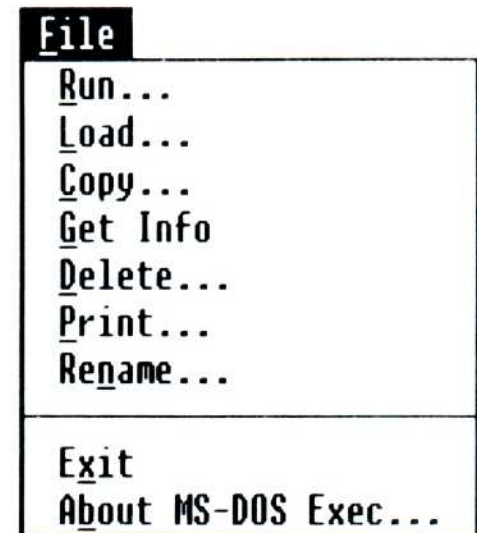 File
Run...
Load...
Copy...
Get Info
Delete...
Print...
Rename...
Exit
About MS-DOS Exec...